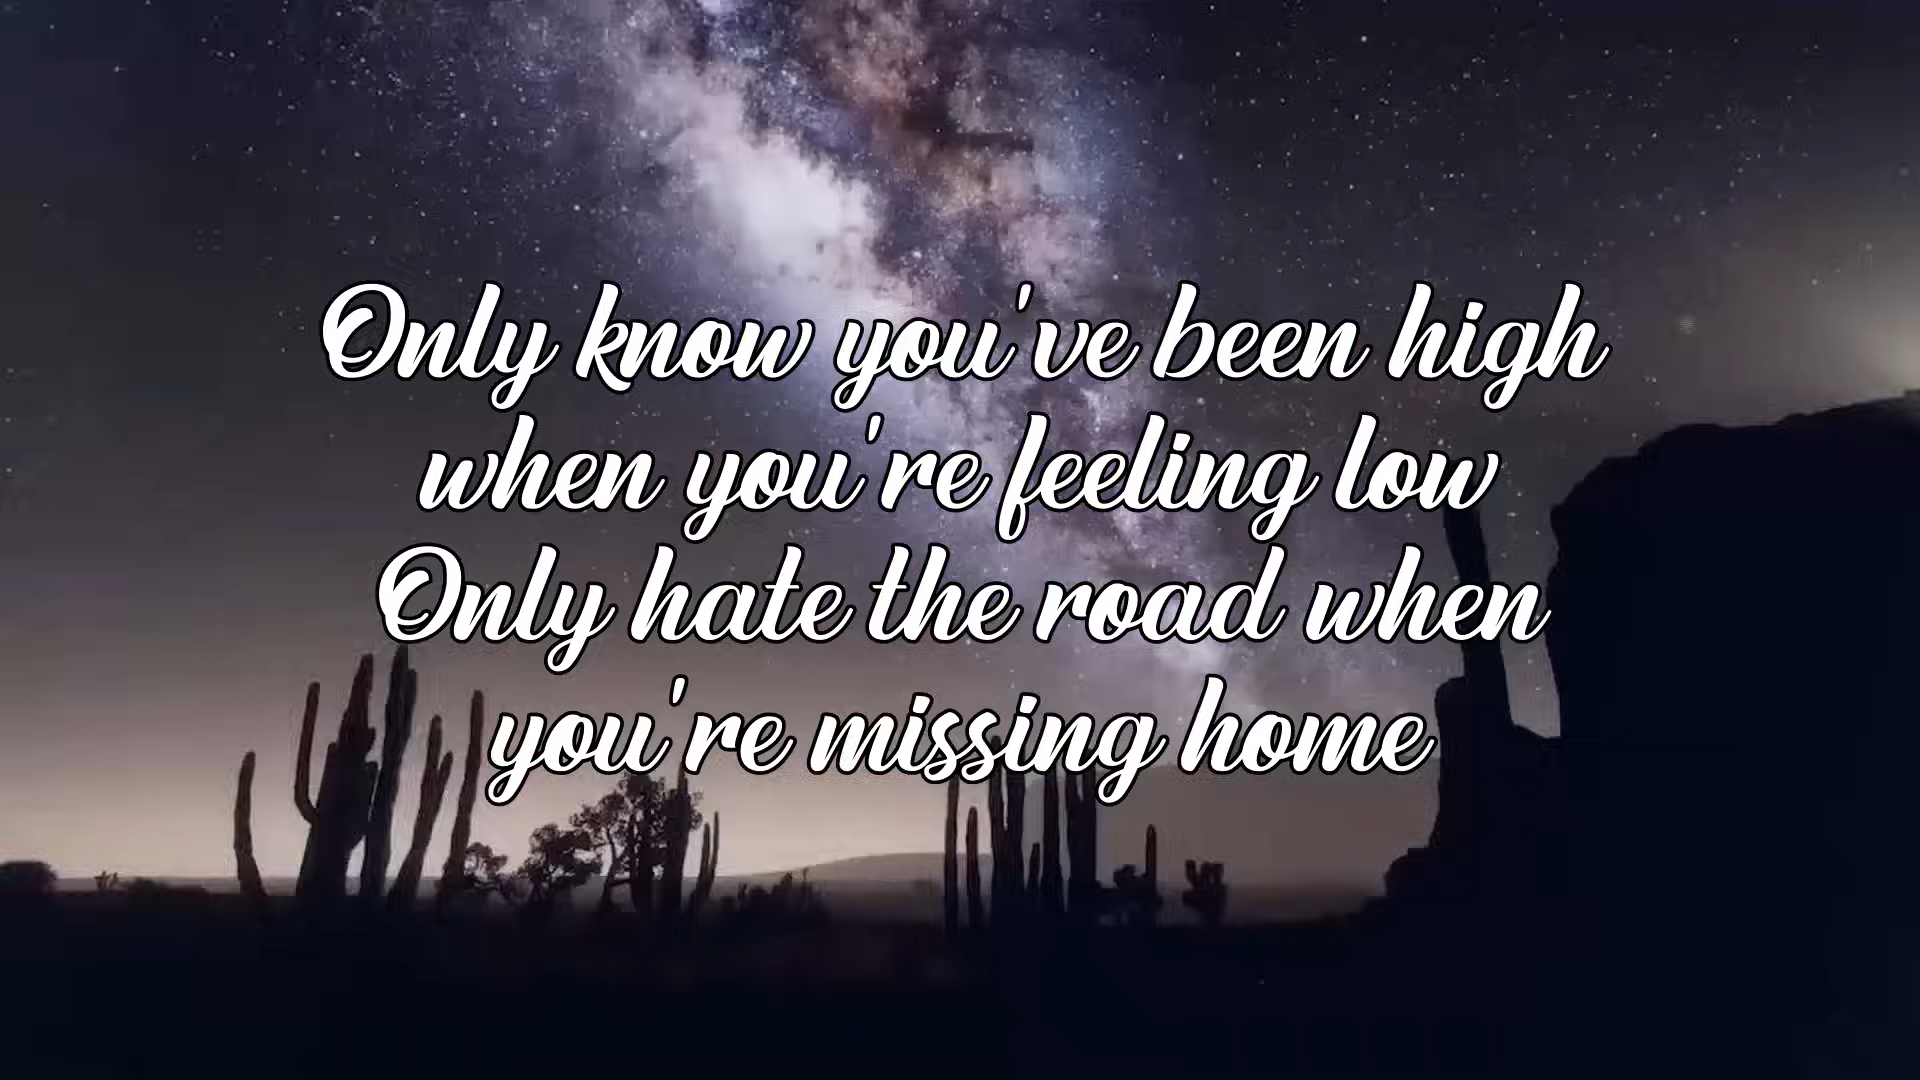 Only know you've been high
when you're feeling low
Only hate the road when
you're missing home